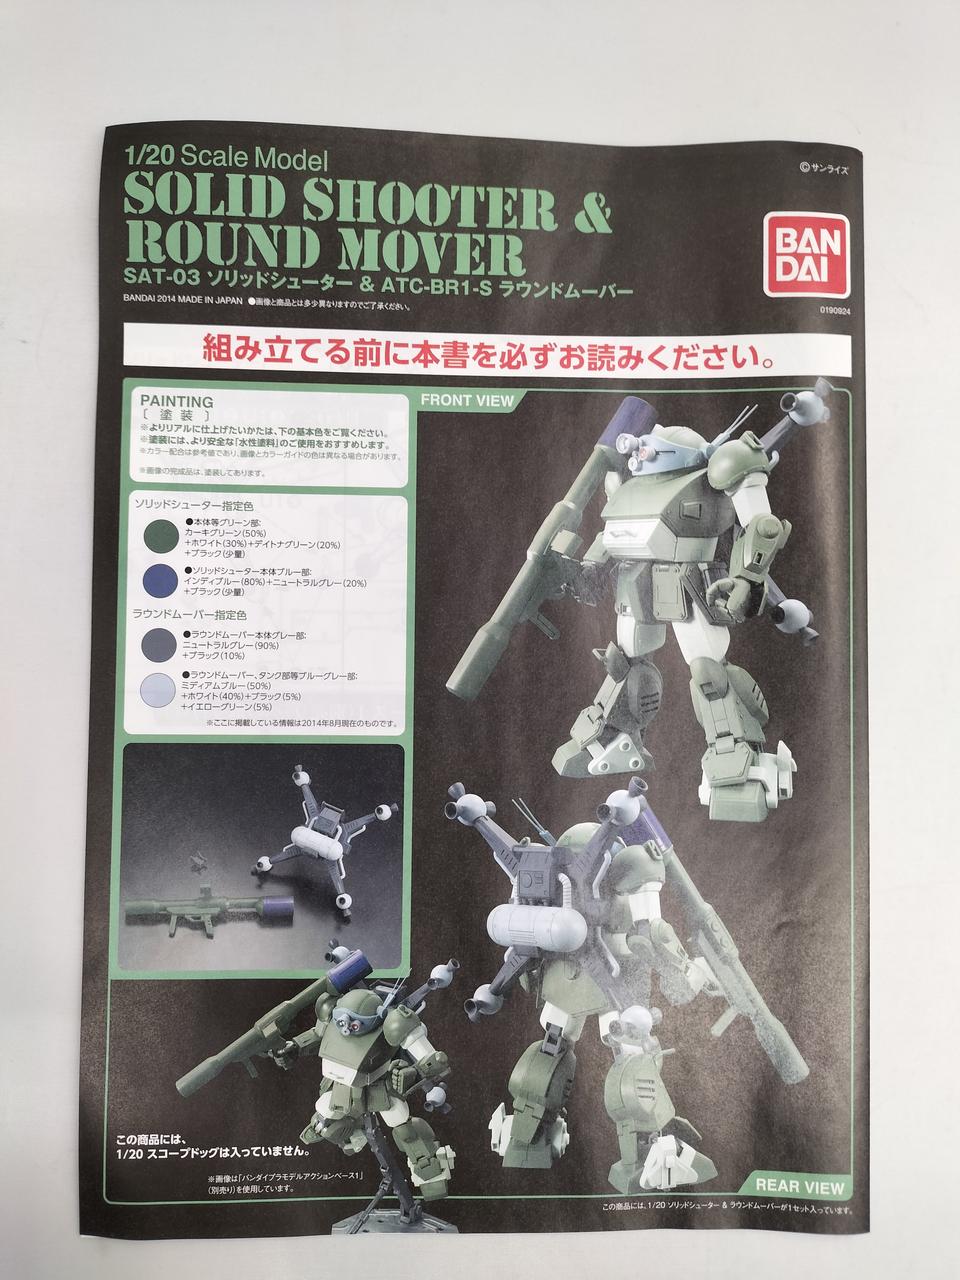 1/20 Scale Model
SOLID SHOOTER &
ROUND MOVER
SAT-03 ソリッドシューター & ATC-BR1-S ラウンドムーバー
BANDAI 2014 MADE IN JAPAN ●画像と商品とは多少異なりますのでご了承ください。
©サンライズ
BAN
DAI
0190924
組み立てる前に本書を必ずお読みください。
PAINTING
〔 塗 装 〕
※よりリアルに仕上げたいかたは、下の基本色をご覧ください。
※塗装には、より安全な「水性塗料」のご使用をおすすめします。
※カラー配合は参考値であり、画像とカラーガイドの色は異なる場合があります。
※画像の完成品は、塗装してあります。
ソリッドシューター指定色
●本体等グリーン部:
カーキグリーン(50%)
+ホワイト(30%)+デイトナグリーン(20%)
+ブラック(少量)
●ソリッドシューター本体ブルー部:
インディブルー(80%)+ニュートラルグレー(20%)
+ブラック(少量)
ラウンドムーバー指定色
●ラウンドムーバー本体グレー部:
ニュートラルグレー(90%)
+ブラック(10%)
●ラウンドムーバー、タンク部等ブルーグレー部:
ミディアムブルー(50%)
+ホワイト(40%)+ブラック(5%)
+イエローグリーン(5%)
※ここに掲載している情報は2014年8月現在のものです。
FRONT VIEW
この商品には、
1/20 スコープドッグは入っていません。
※画像は「バンダイプラモデルアクションベース1」
(別売り)を使用しています。
REAR VIEW
この商品には、1/20 ソリッドシューター & ラウンドムーバーが1セット入っています。